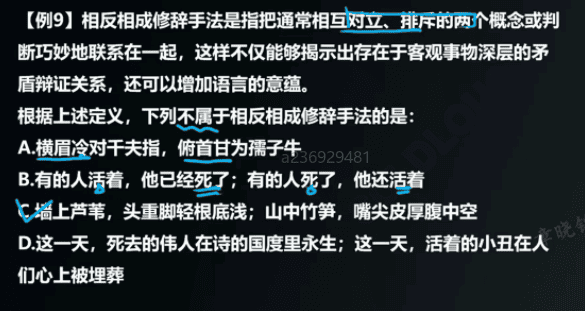 【例9】相反相成修辞手法是指把通常相互对立、排斥的两个概念或判
断巧妙地联系在一起，这样不仅能够揭示出存在于客观事物深层的矛
盾辩证关系，还可以增加语言的意蕴。
根据上述定义，下列不属于相反相成修辞手法的是：
A.横眉冷对千夫指，俯首甘为孺子牛
a236929481
B.有的人活着，他已经死了；有的人死了，他还活着
C.墙上芦苇，头重脚轻根底浅；山中竹笋，嘴尖皮厚腹中空
D.这一天，死去的伟人在诗的国度里永生；这一天，活着的小丑在人
们心上被埋葬